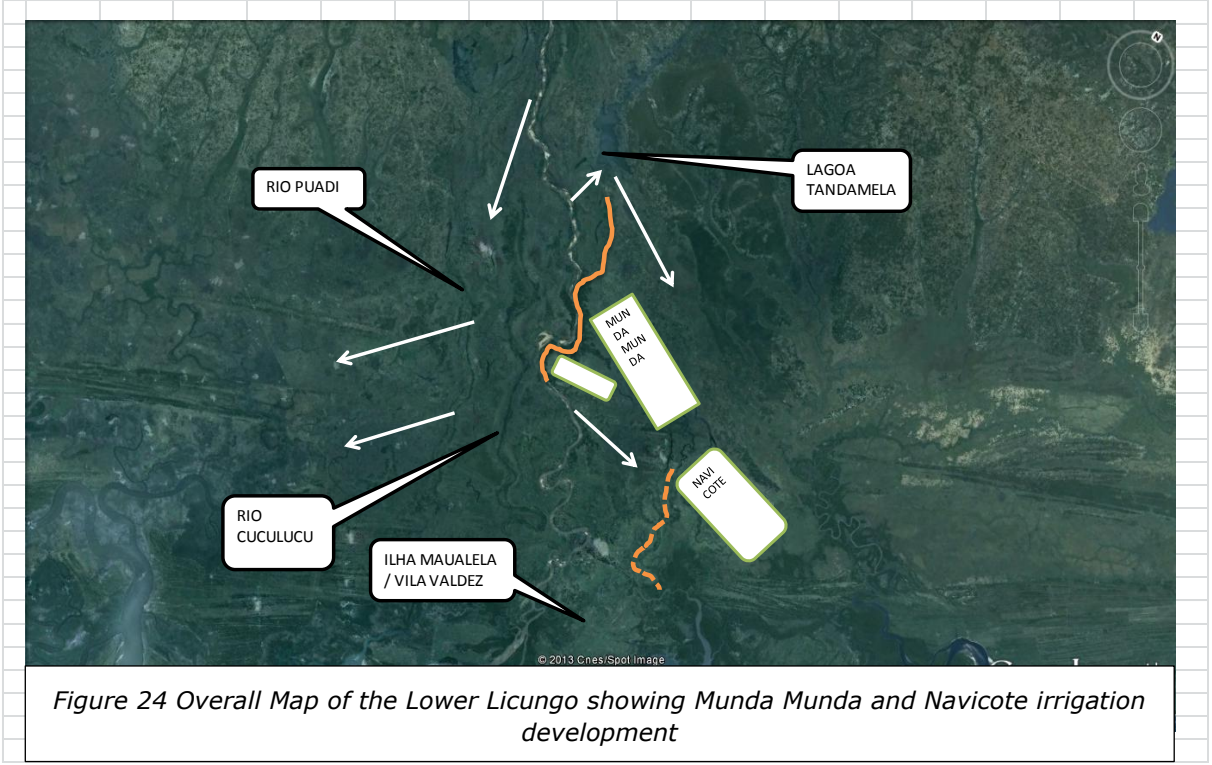 N
LAGOA
TANDAMELA
RIO PUADI
MUN
DA
MUN
DA
NAVI
COTE
RIO
CUCULUCU
ILHA MAUALELA
/ VILA VALDEZ
© 2013 Cnes/Spot Image
Figure 24 Overall Map of the Lower Licungo showing Munda Munda and Navicote irrigation
development